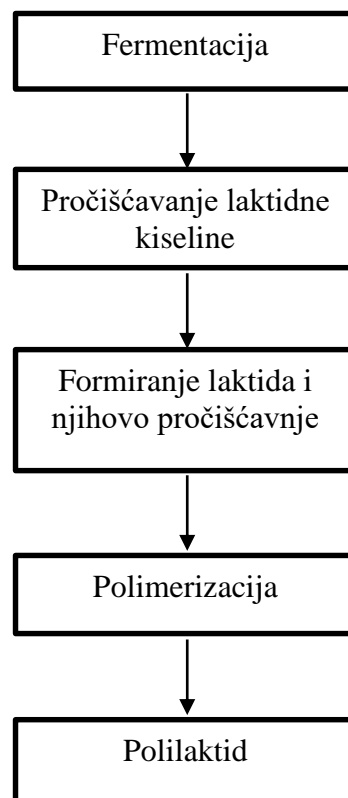 Fermentacija
Pročišćavanje laktidne
kiseline
Formiranje laktida i
njihovo pročišćavnje
Polimerizacija
Polilaktid